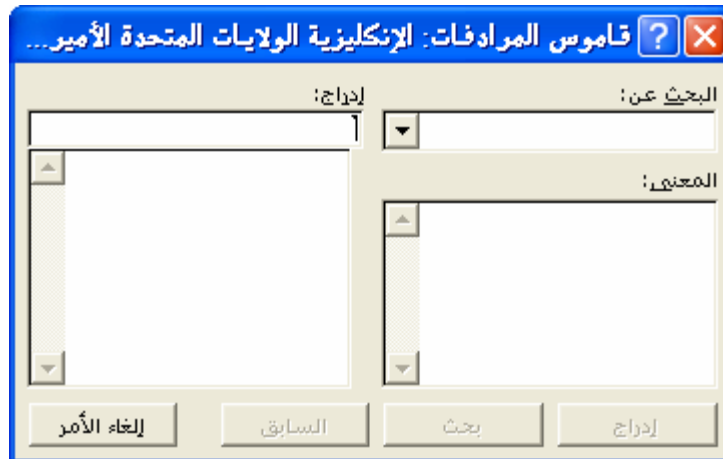 قاموس المرادفات: الإنكليزية الولايات المتحدة الأمير...
البحث عن:
إدراج:
المعنى:
إدراج
بحث
السابق
إلغاء الأمر